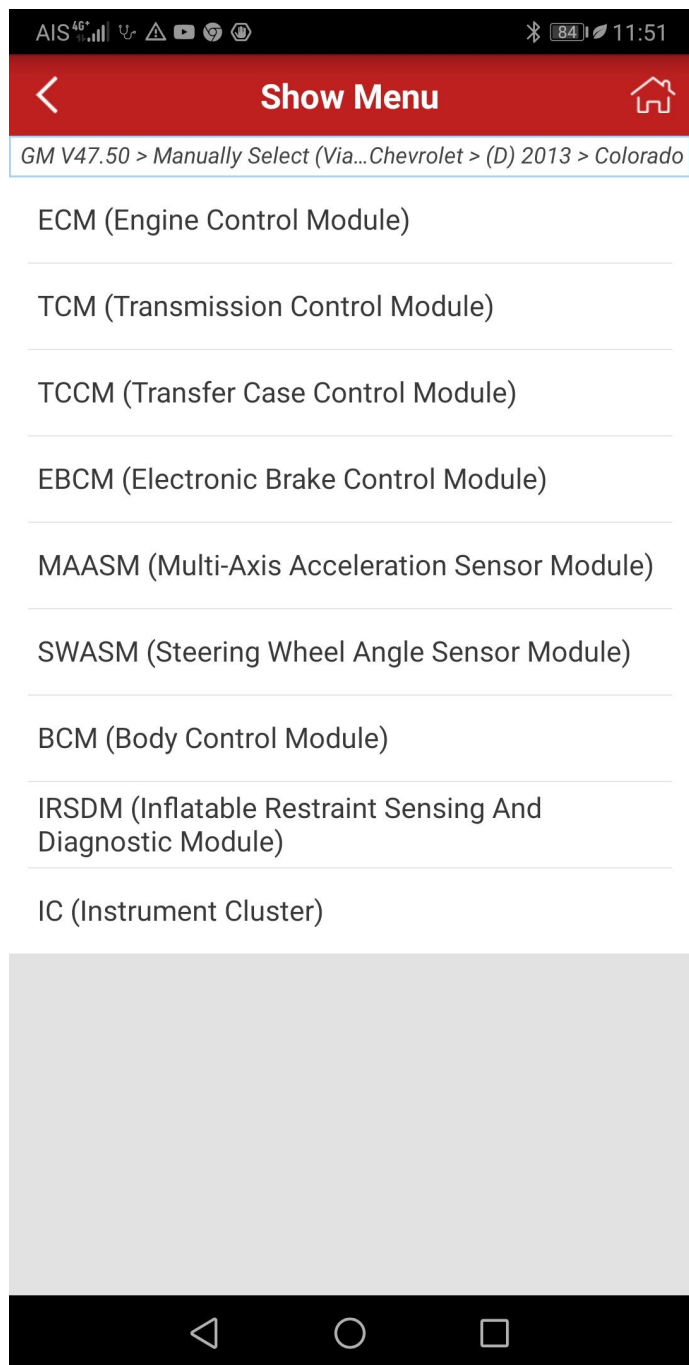 AIS 4G+ 84 11:51
Show Menu
GM V47.50 > Manually Select (Via...Chevrolet > (D) 2013 > Colorado
ECM (Engine Control Module)
TCM (Transmission Control Module)
TCCM (Transfer Case Control Module)
EBCM (Electronic Brake Control Module)
MAASM (Multi-Axis Acceleration Sensor Module)
SWASM (Steering Wheel Angle Sensor Module)
BCM (Body Control Module)
IRSDM (Inflatable Restraint Sensing And
Diagnostic Module)
IC (Instrument Cluster)